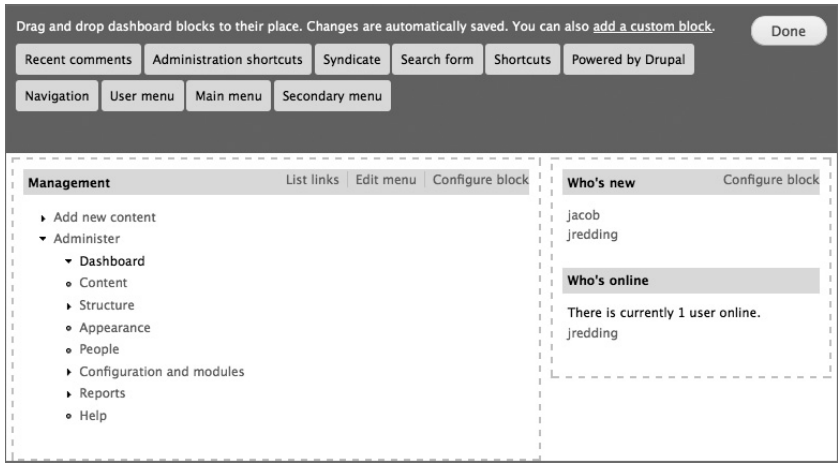 Drag and drop dashboard blocks to their place. Changes are automatically saved. You can also add a custom block.
Done
Recent comments Administration shortcuts Syndicate Search form Shortcuts Powered by Drupal
Navigation User menu Main menu Secondary menu
Management List links Edit menu Configure block
Add new content
Administer
Dashboard
Content
Structure
Appearance
People
Configuration and modules
Reports
Help
Who's new Configure block
jacob
jredding
Who's online
There is currently 1 user online.
jredding